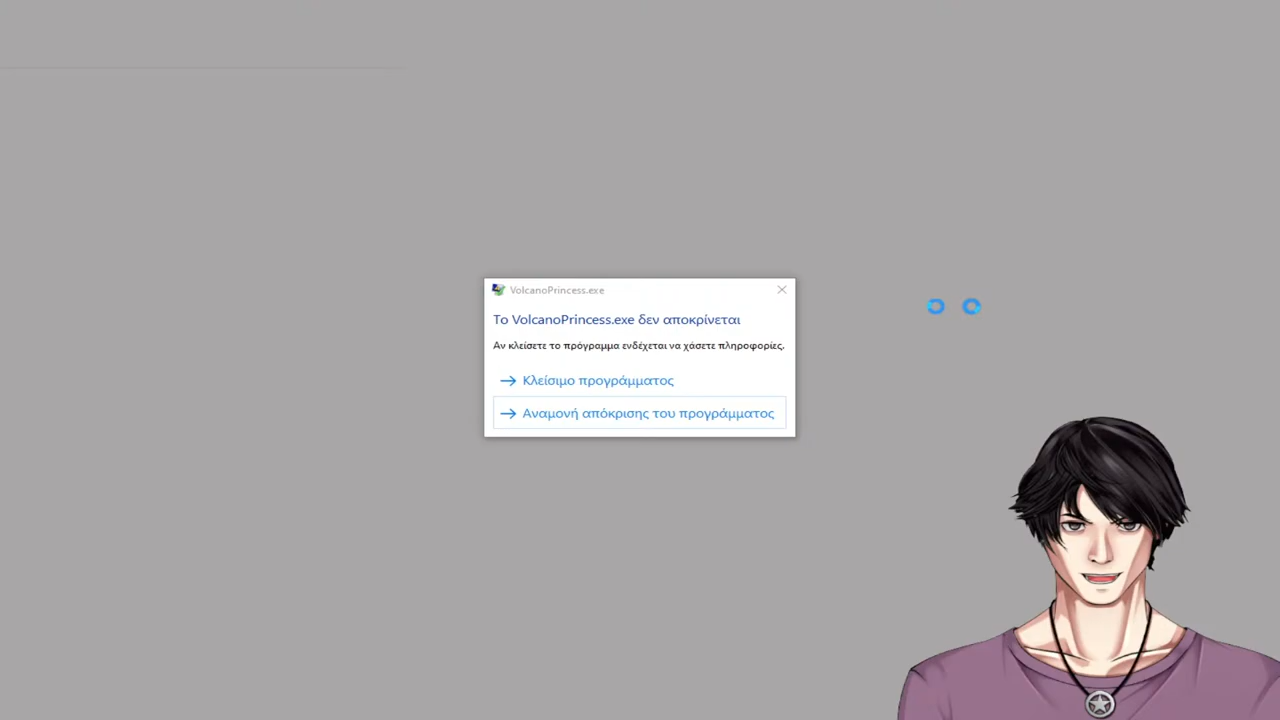 VolcanoPrincess.exe
Το VolcanoPrincess.exe δεν αποκρίνεται
Αν κλείσετε το πρόγραμμα ενδέχεται να χάσετε πληροφορίες.
Κλείσιμο προγράμματος
Αναμονή απόκρισης του προγράμματος